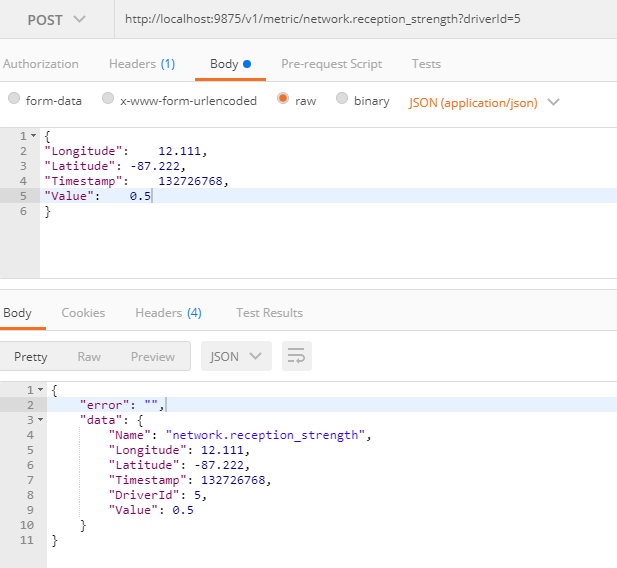 POST http://localhost:9875/v1/metric/network.reception_strength?driverId=5
Authorization Headers (1) Body Pre-request Script Tests
form-data x-www-form-urlencoded raw binary JSON (application/json)
1 {
2 "Longitude": 12.111,
3 "Latitude": -87.222,
4 "Timestamp": 132726768,
5 "Value": 0.5
6 }
Body Cookies Headers (4) Test Results
Pretty Raw Preview JSON
1 {
2 "error": "",
3 "data": {
4 "Name": "network.reception_strength",
5 "Longitude": 12.111,
6 "Latitude": -87.222,
7 "Timestamp": 132726768,
8 "DriverId": 5,
9 "Value": 0.5
10 }
11 }